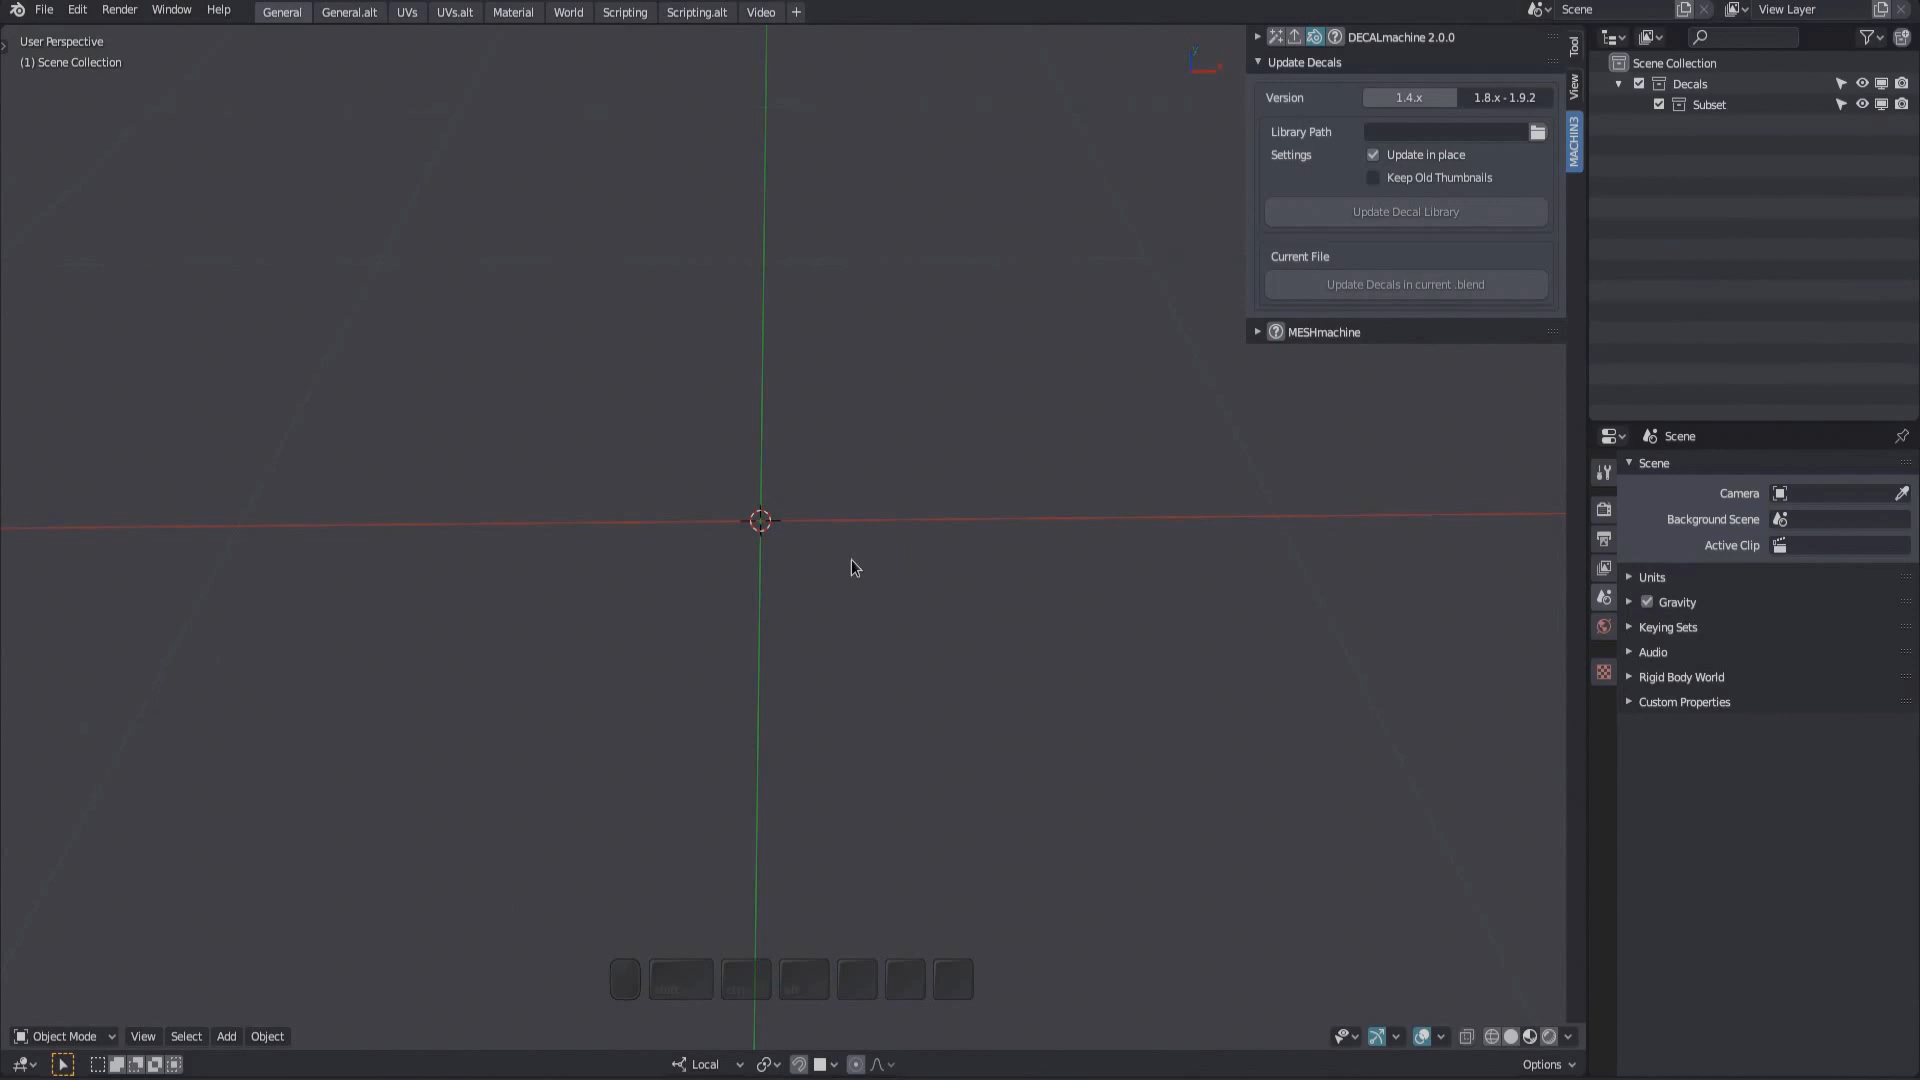 File Edit Render Window Help General General.alt UVs UVs.alt Material World Scripting Scripting.alt Video + Scene View Layer
User Perspective
(1) Scene Collection
DECALmachine 2.0.0
Update Decals
Version 1.4.x 1.8.x - 1.9.2
Library Path
Settings Update in place
Keep Old Thumbnails
Update Decal Library
Current File
Update Decals in current .blend
MESHmachine
Tool
View
MACHIN3
Scene Collection
Decals
Subset
Scene
Scene
Camera
Background Scene
Active Clip
Units
Gravity
Keying Sets
Audio
Rigid Body World
Custom Properties
Object Mode View Select Add Object
Local
Options